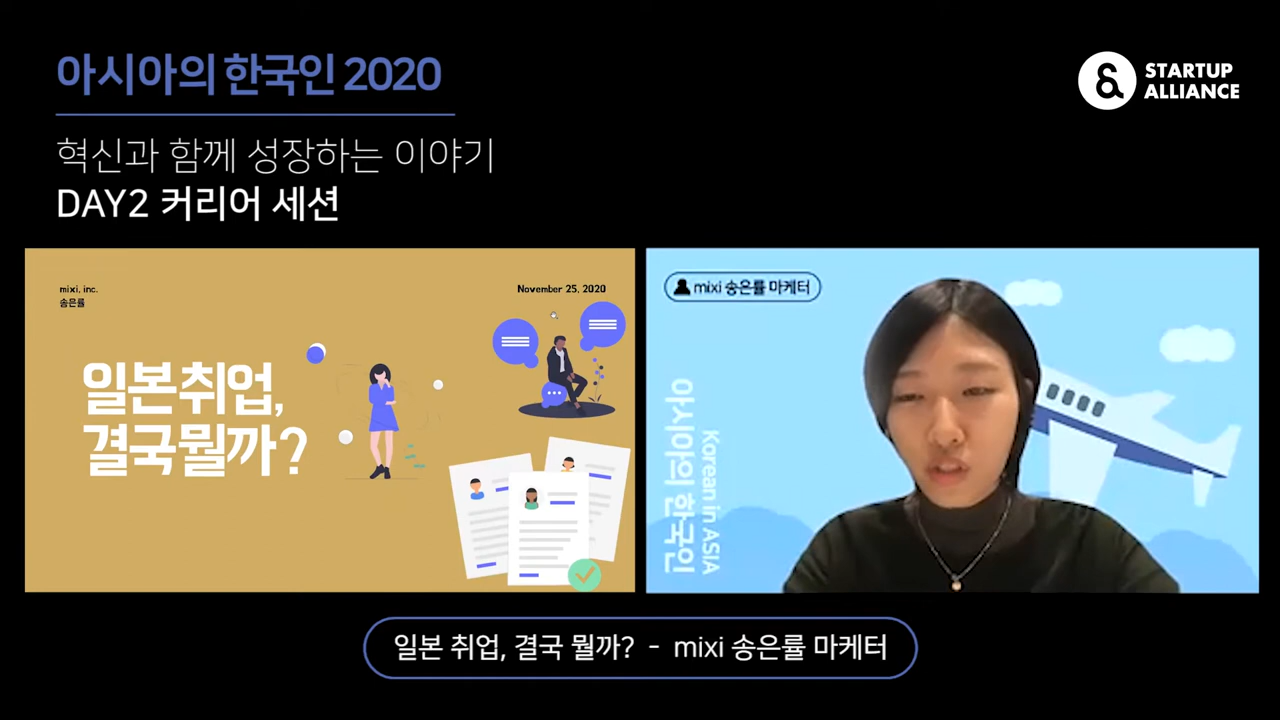 아시아의 한국인 2020
혁신과 함께 성장하는 이야기
DAY2 커리어 세션
STARTUP
ALLIANCE
mixi, inc.
송은률
November 25, 2020
일본 취업,
결국 뭘까?
mixi 송은률 마케터
아시아의 한국인
Korean in ASIA
일본 취업, 결국 뭘까? - mixi 송은률 마케터